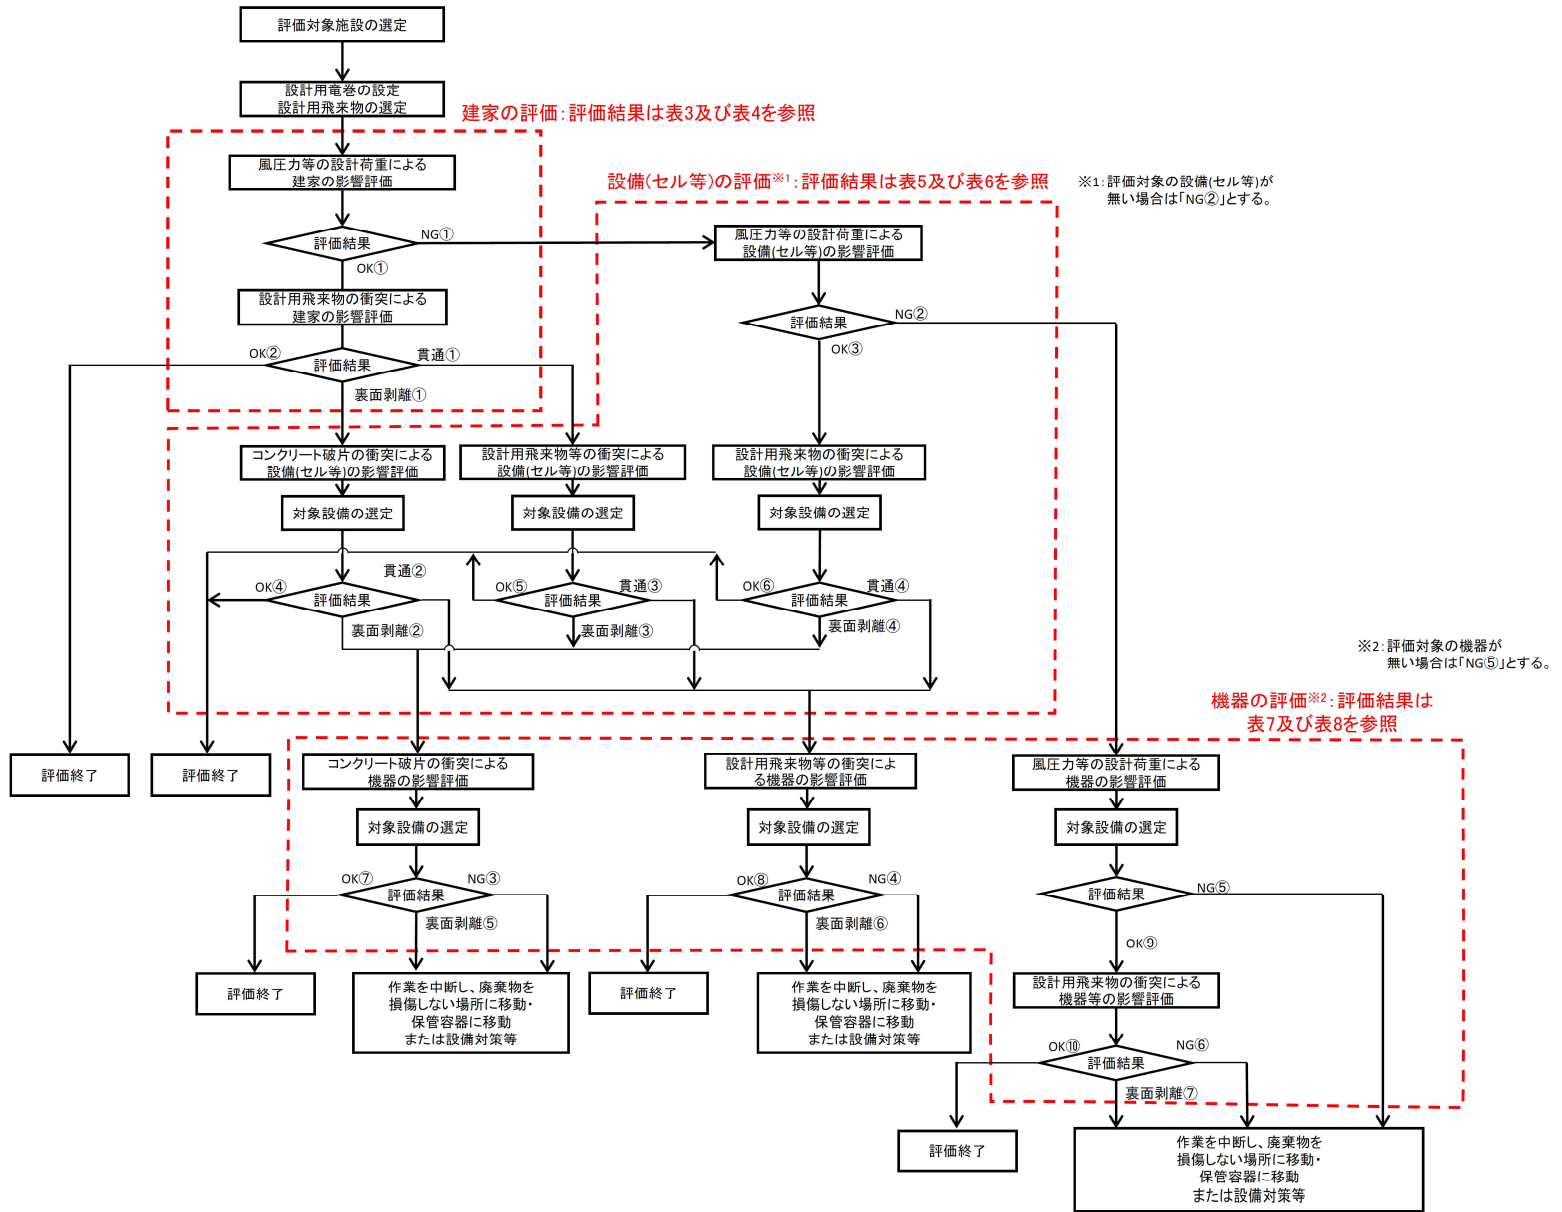 評価対象施設の選定
設計用竜巻の設定
設計用飛来物の選定
建家の評価：評価結果は表3及び表4を参照
風圧力等の設計荷重による
建家の影響評価
設備(セル等)の評価※1：評価結果は表5及び表6を参照
※1：評価対象の設備(セル等)が
無い場合は「NG②」とする。
評価結果
NG①
OK①
風圧力等の設計荷重による
設備(セル等)の影響評価
設計用飛来物の衝突による
建家の影響評価
評価結果
NG②
OK③
OK②
評価結果
貫通①
裏面剥離①
コンクリート破片の衝突による
設備(セル等)の影響評価
設計用飛来物等の衝突による
設備(セル等)の影響評価
設計用飛来物の衝突による
設備(セル等)の影響評価
対象設備の選定
対象設備の選定
対象設備の選定
OK④
評価結果
貫通②
裏面剥離②
OK⑤
評価結果
貫通③
裏面剥離③
OK⑥
評価結果
貫通④
裏面剥離④
※2：評価対象の機器が
無い場合は「NG⑤」とする。
機器の評価※2：評価結果は
表7及び表8を参照
評価終了
評価終了
コンクリート破片の衝突による
機器の影響評価
設計用飛来物等の衝突によ
る機器の影響評価
風圧力等の設計荷重による
機器の影響評価
対象設備の選定
対象設備の選定
対象設備の選定
OK⑦
評価結果
NG③
裏面剥離⑤
OK⑧
評価結果
NG④
裏面剥離⑥
評価結果
NG⑤
OK⑨
評価終了
作業を中断し、廃棄物を
損傷しない場所に移動・
保管容器に移動
または設備対策等
評価終了
作業を中断し、廃棄物を
損傷しない場所に移動・
保管容器に移動
または設備対策等
設計用飛来物の衝突による
機器等の影響評価
OK⑩
評価結果
NG⑥
裏面剥離⑦
評価終了
作業を中断し、廃棄物を
損傷しない場所に移動・
保管容器に移動
または設備対策等